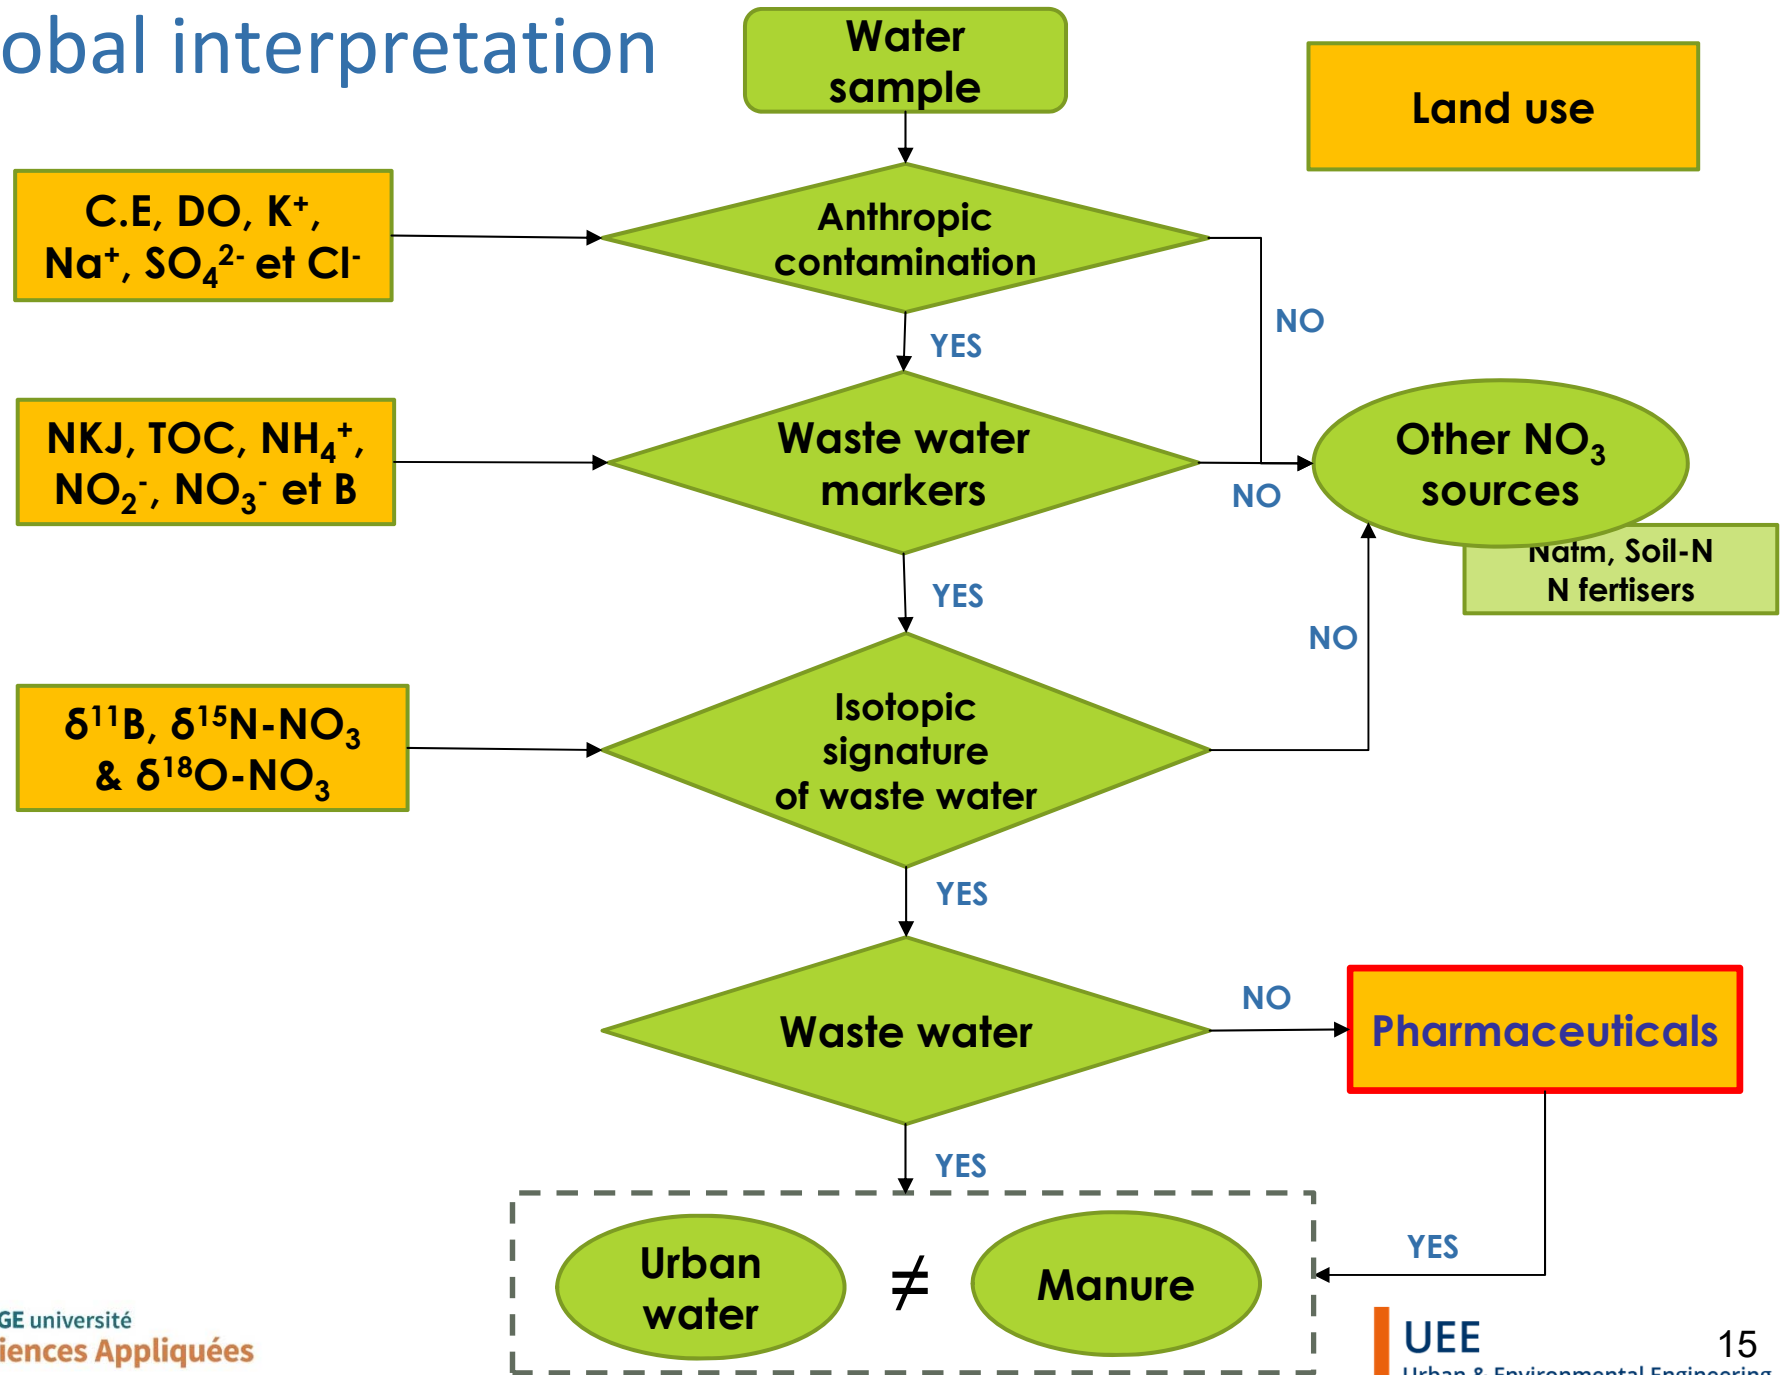 obal interpretation
Water
sample
Land use
C.E, DO, K⁺,
Na⁺, SO₄²⁻ et Cl⁻
Anthropic
contamination
NO
YES
NKJ, TOC, NH₄⁺,
NO₂⁻, NO₃⁻ et B
Waste water
markers
NO
Other NO₃
sources
Natm, Soil-N
N fertisers
YES
NO
δ¹¹B, δ¹⁵N-NO₃
& δ¹⁸O-NO₃
Isotopic
signature
of waste water
YES
Waste water
NO
Pharmaceuticals
YES
Urban
water
≠
Manure
YES
GE université
iences Appliquées
UEE
Urban & Environmental Engineering
15